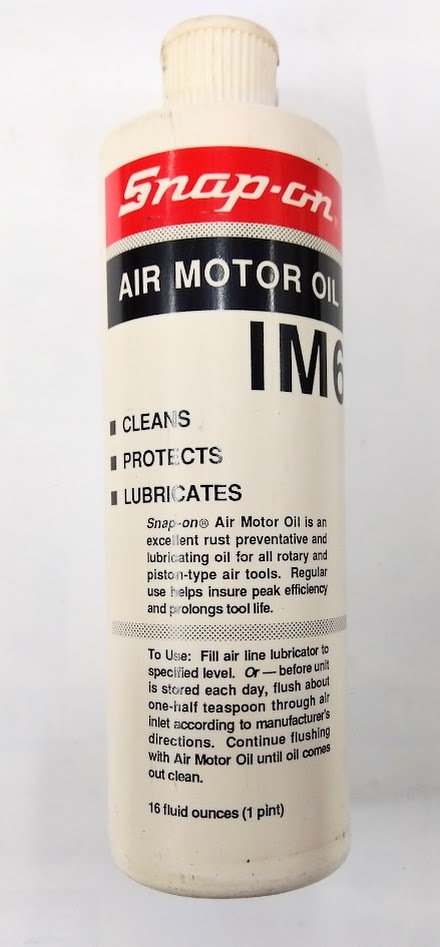 Snap-on®
AIR MOTOR OIL
IM6
CLEANS
PROTECTS
LUBRICATES
Snap-on® Air Motor Oil is an
excellent rust preventative and
lubricating oil for all rotary and
piston-type air tools. Regular
use helps insure peak efficiency
and prolongs tool life.
To Use: Fill air line lubricator to
specified level. Or — before unit
is stored each day, flush about
one-half teaspoon through air
inlet according to manufacturer's
directions. Continue flushing
with Air Motor Oil until oil comes
out clean.
16 fluid ounces (1 pint)